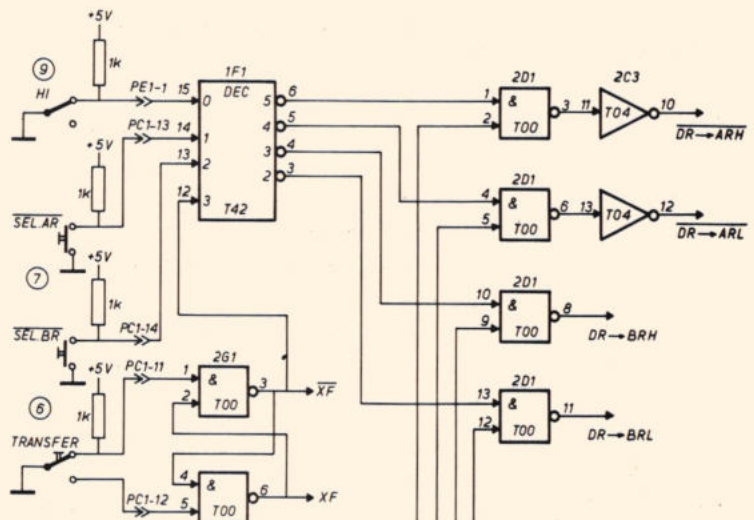 +5V
+5V
1k
9
HI
PE1-1
15
1F1
DEC
0
5
6
1
2D1
&
2
T00
3
11
2C3
T04
10
DR→ARH
PC1-13
14
1
4
5
13
2
3
4
12
3
2
3
T42
1k
SEL.AR
4
2D1
&
5
T00
6
13
T04
12
DR→ARL
+5V
7
1k
SEL.BR
PC1-14
10
2D1
&
9
T00
8
DR→BRH
+5V
6
1k
PC1-11
1
2G1
&
2
T00
3
XF
13
2D1
&
12
T00
11
DR→BRL
TRANSFER
PC1-12
4
&
5
T00
6
XF